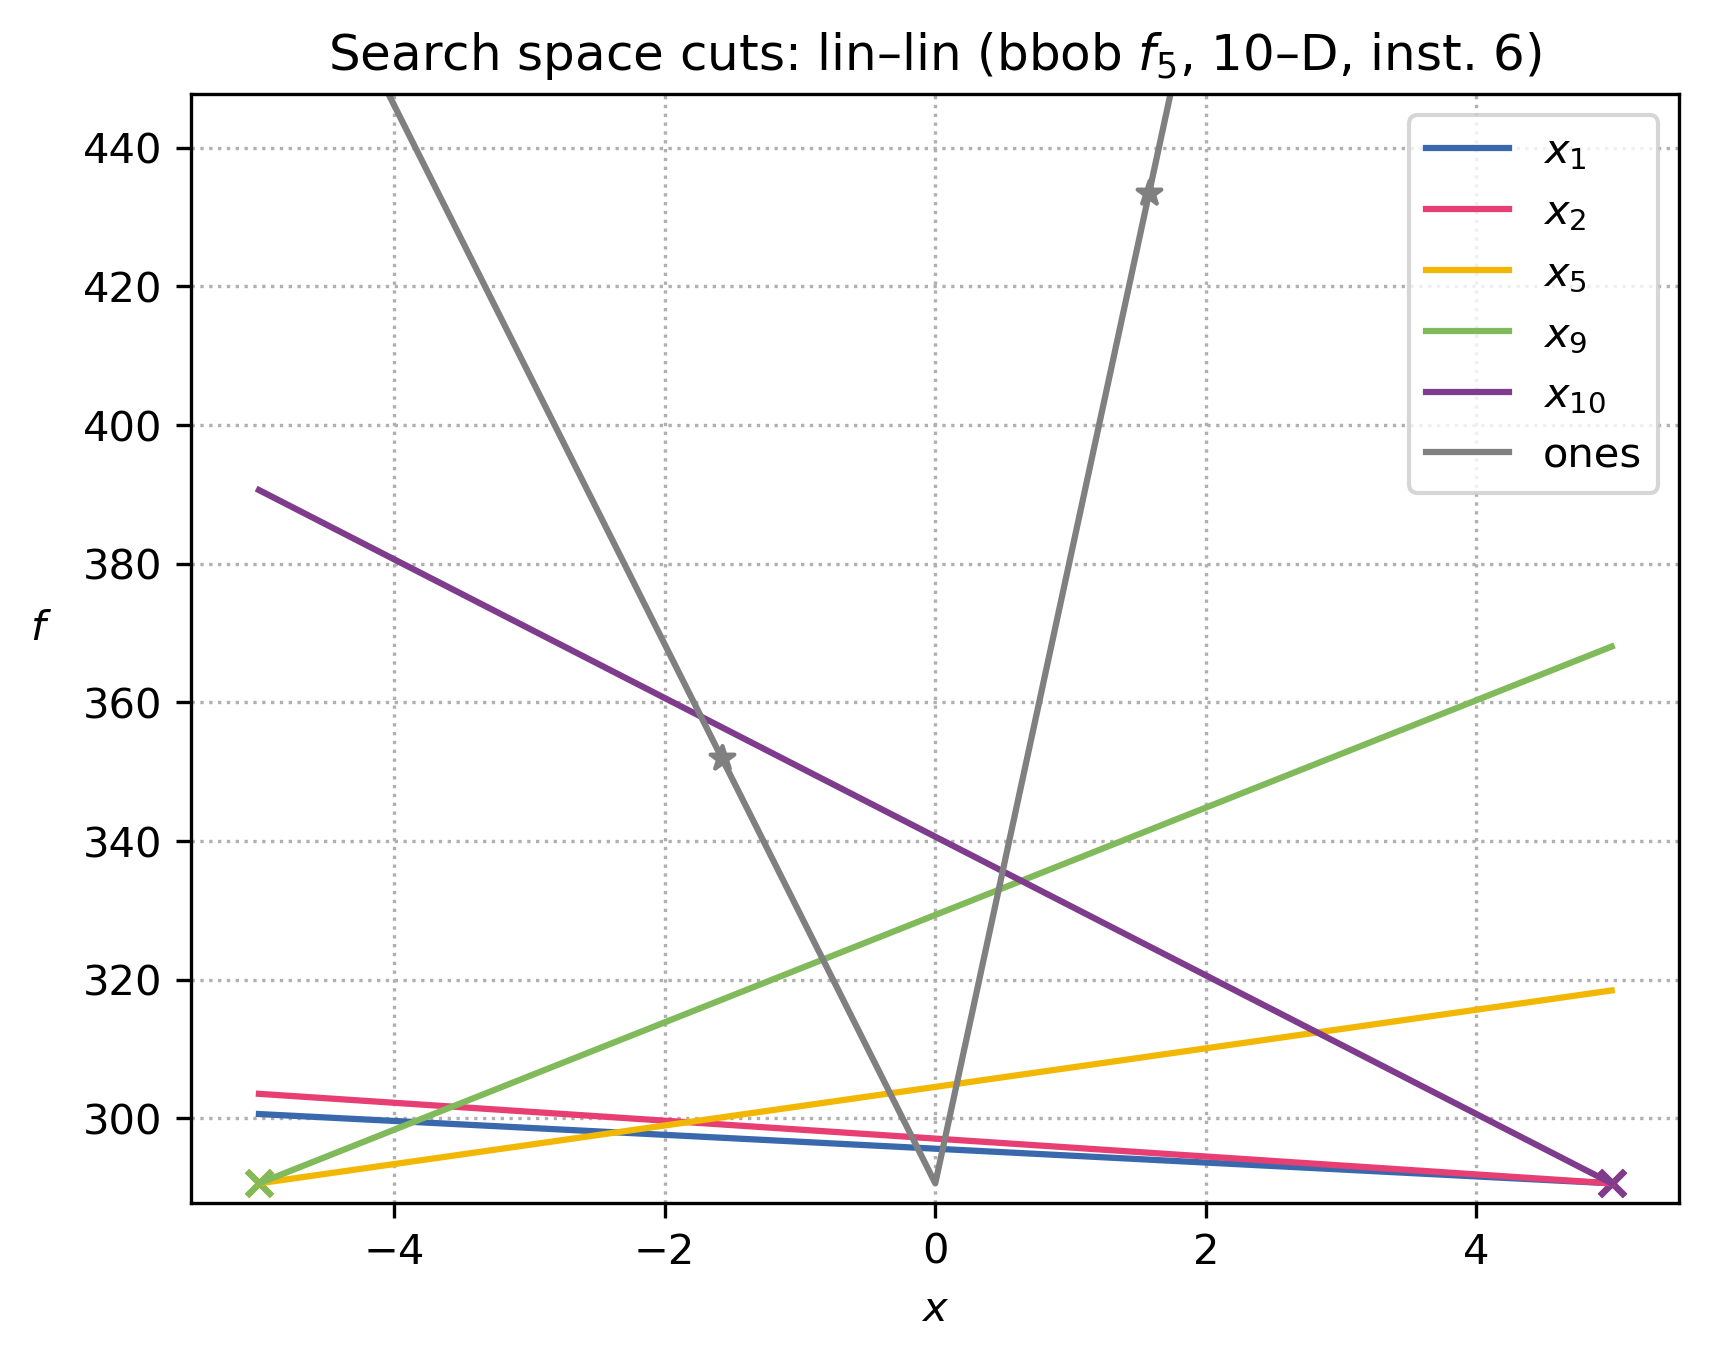 Search space cuts: lin–lin (bbob f₅, 10–D, inst. 6)
440
420
400
380
360
340
320
300
f
−4
−2
0
2
4
x
x₁
x₂
x₅
x₉
x₁₀
ones